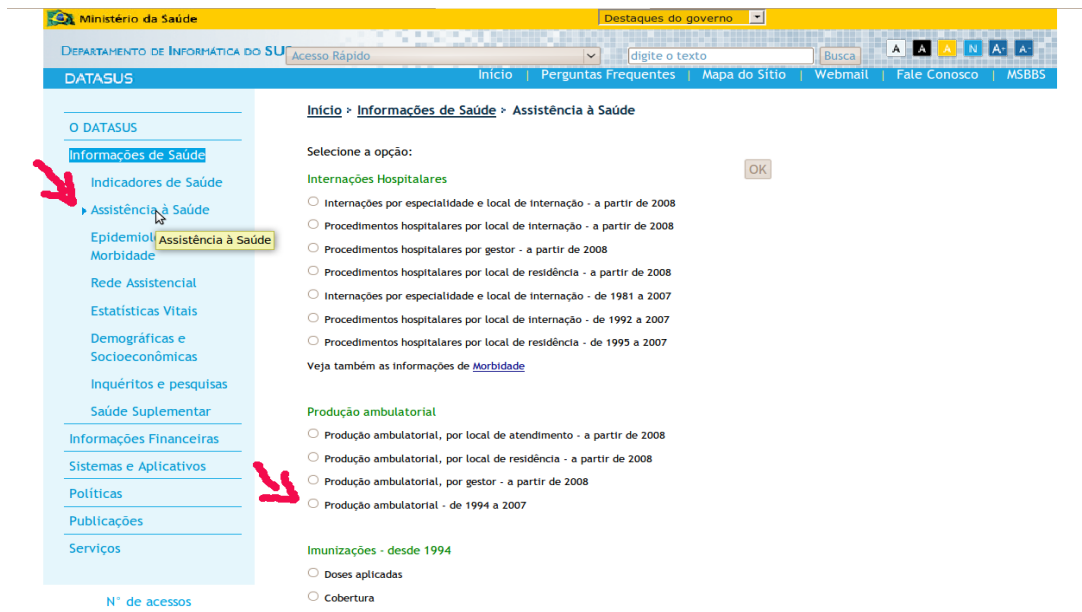 Ministério da Saúde
Destaques do governo
DEPARTAMENTO DE INFORMÁTICA DO SUS
Acesso Rápido
digite o texto
Busca
A A A N A+ A-
DATASUS
Início | Perguntas Frequentes | Mapa do Sítio | Webmail | Fale Conosco | MSBBS
Início > Informações de Saúde > Assistência à Saúde
O DATASUS
Informações de Saúde
Indicadores de Saúde
Assistência à Saúde
Assistência à Saúde
Epidemiol
Morbidade
Rede Assistencial
Estatísticas Vitais
Demográficas e
Socioeconômicas
Inquéritos e pesquisas
Saúde Suplementar
Informações Financeiras
Sistemas e Aplicativos
Políticas
Publicações
Serviços
N° de acessos
Selecione a opção:
OK
Internações Hospitalares
Internações por especialidade e local de internação - a partir de 2008
Procedimentos hospitalares por local de internação - a partir de 2008
Procedimentos hospitalares por gestor - a partir de 2008
Procedimentos hospitalares por local de residência - a partir de 2008
Internações por especialidade e local de internação - de 1981 a 2007
Procedimentos hospitalares por local de internação - de 1992 a 2007
Procedimentos hospitalares por local de residência - de 1995 a 2007
Veja também as informações de Morbidade
Produção ambulatorial
Produção ambulatorial, por local de atendimento - a partir de 2008
Produção ambulatorial, por local de residência - a partir de 2008
Produção ambulatorial, por gestor - a partir de 2008
Produção ambulatorial - de 1994 a 2007
Imunizações - desde 1994
Doses aplicadas
Cobertura